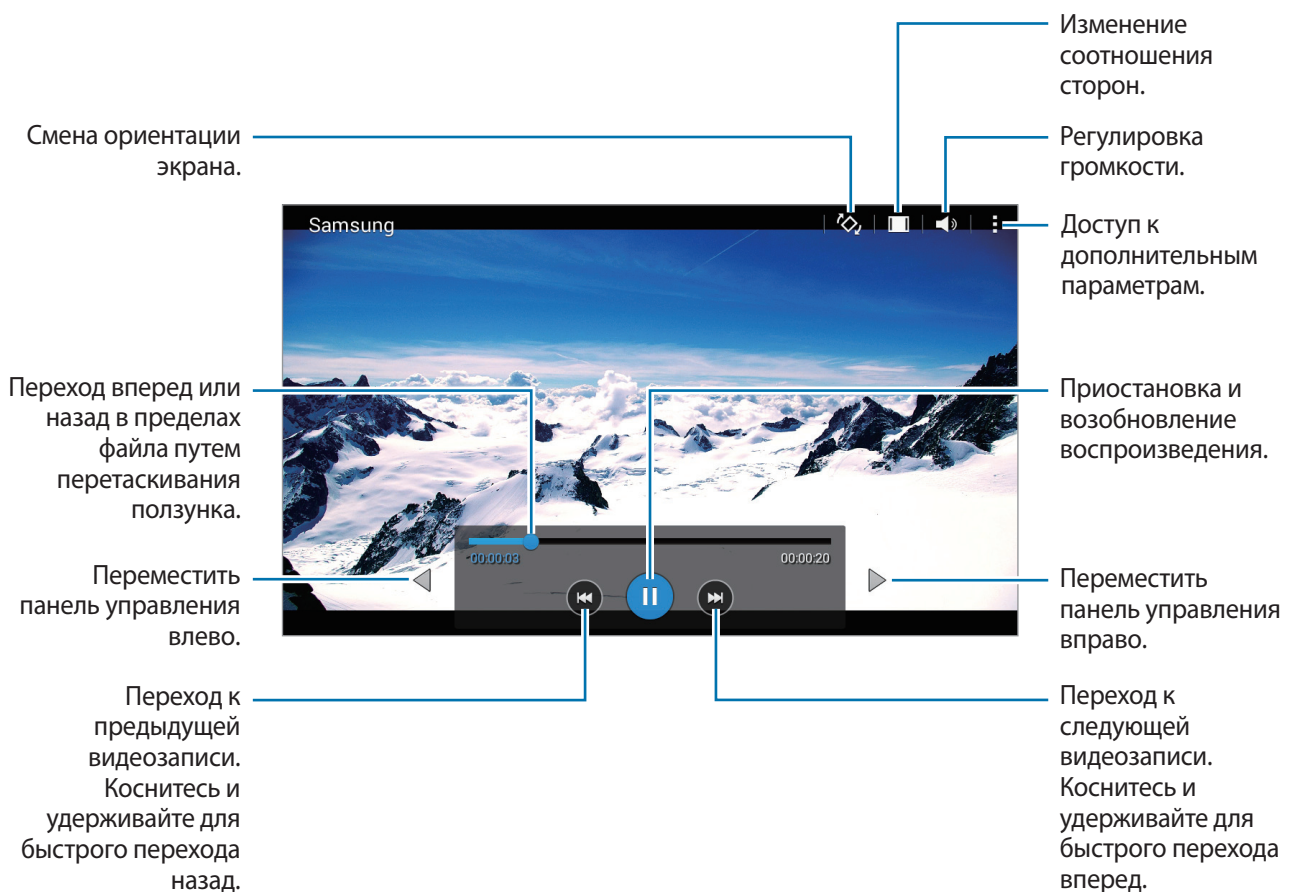 Изменение
соотношения
сторон.
Смена ориентации
экрана.
Регулировка
громкости.
Samsung
Доступ к
дополнительным
параметрам.
Переход вперед или
назад в пределах
файла путем
перетаскивания
ползунка.
Приостановка и
возобновление
воспроизведения.
00:00:03
00:00:20
Переместить
панель управления
влево.
Переместить
панель управления
вправо.
Переход к
предыдущей
видеозаписи.
Коснитесь и
удерживайте для
быстрого перехода
назад.
Переход к
следующей
видеозаписи.
Коснитесь и
удерживайте для
быстрого перехода
вперед.